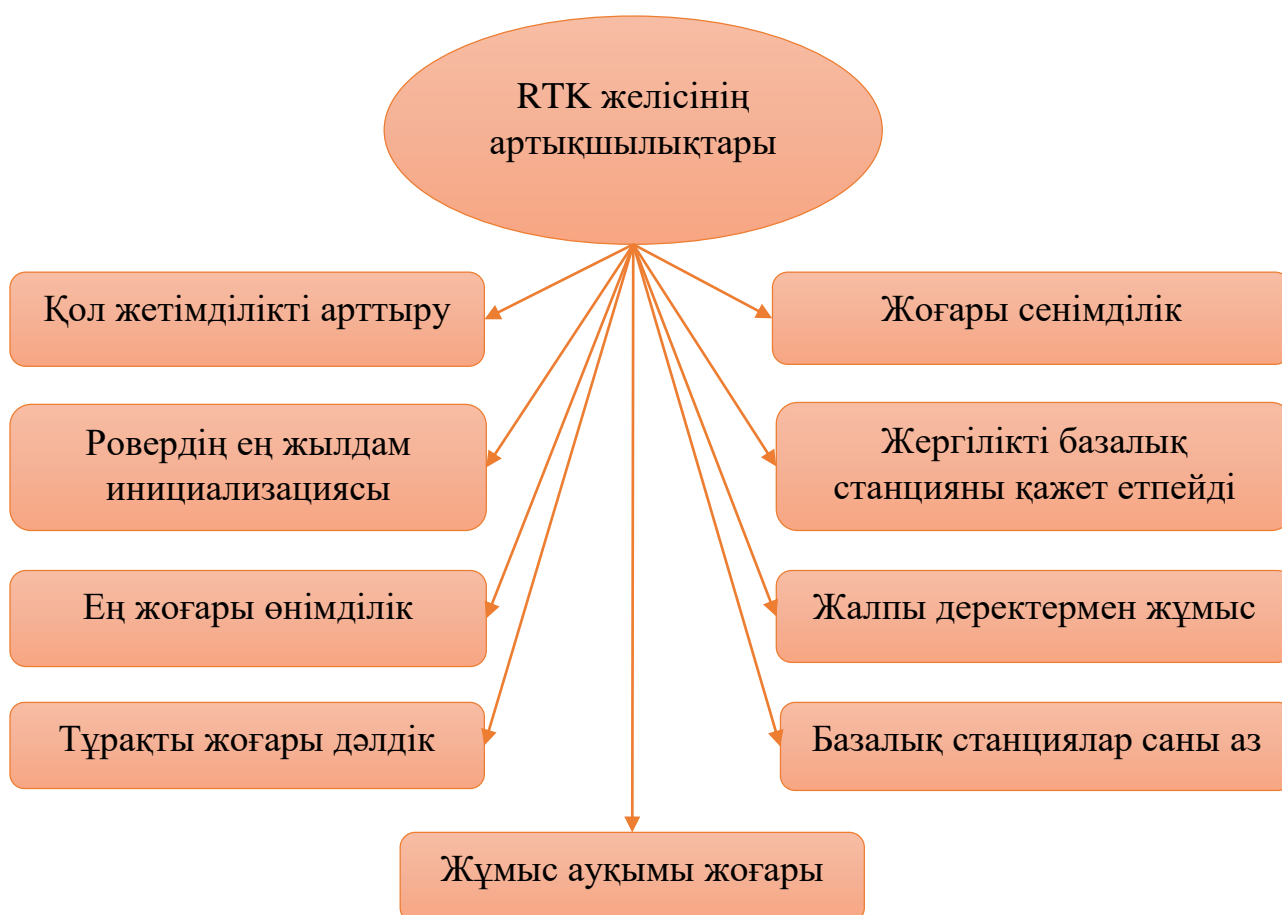 RTK желісінің
артықшылықтары
Қол жетімділікті арттыру
Жоғары сенімділік
Ровердің ең жылдам
инициализациясы
Жергілікті базалық
станцияны қажет етпейді
Ең жоғары өнімділік
Жалпы деректермен жұмыс
Тұрақты жоғары дәлдік
Базалық станциялар саны аз
Жұмыс ауқымы жоғары